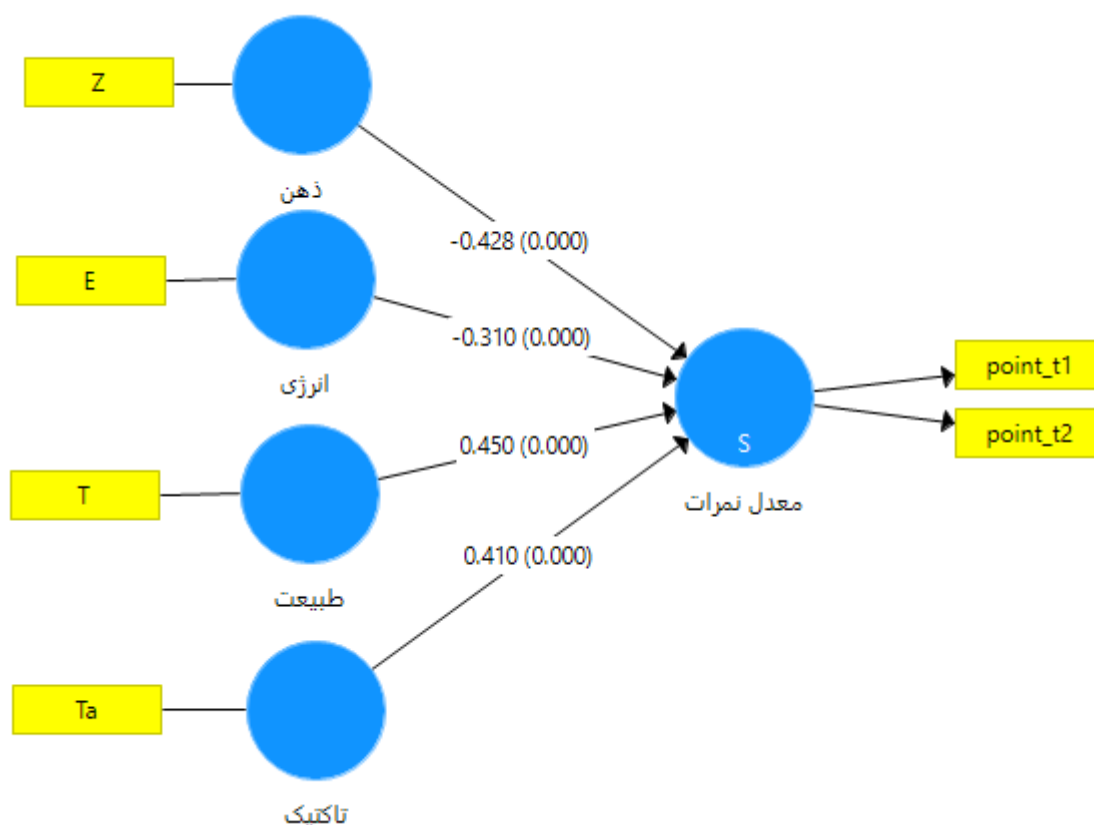 Z
ذهن
-0.428 (0.000)
E
انرژی
-0.310 (0.000)
T
طبیعت
0.450 (0.000)
Ta
تاکتیک
0.410 (0.000)
S
معدل نمرات
point_t1
point_t2